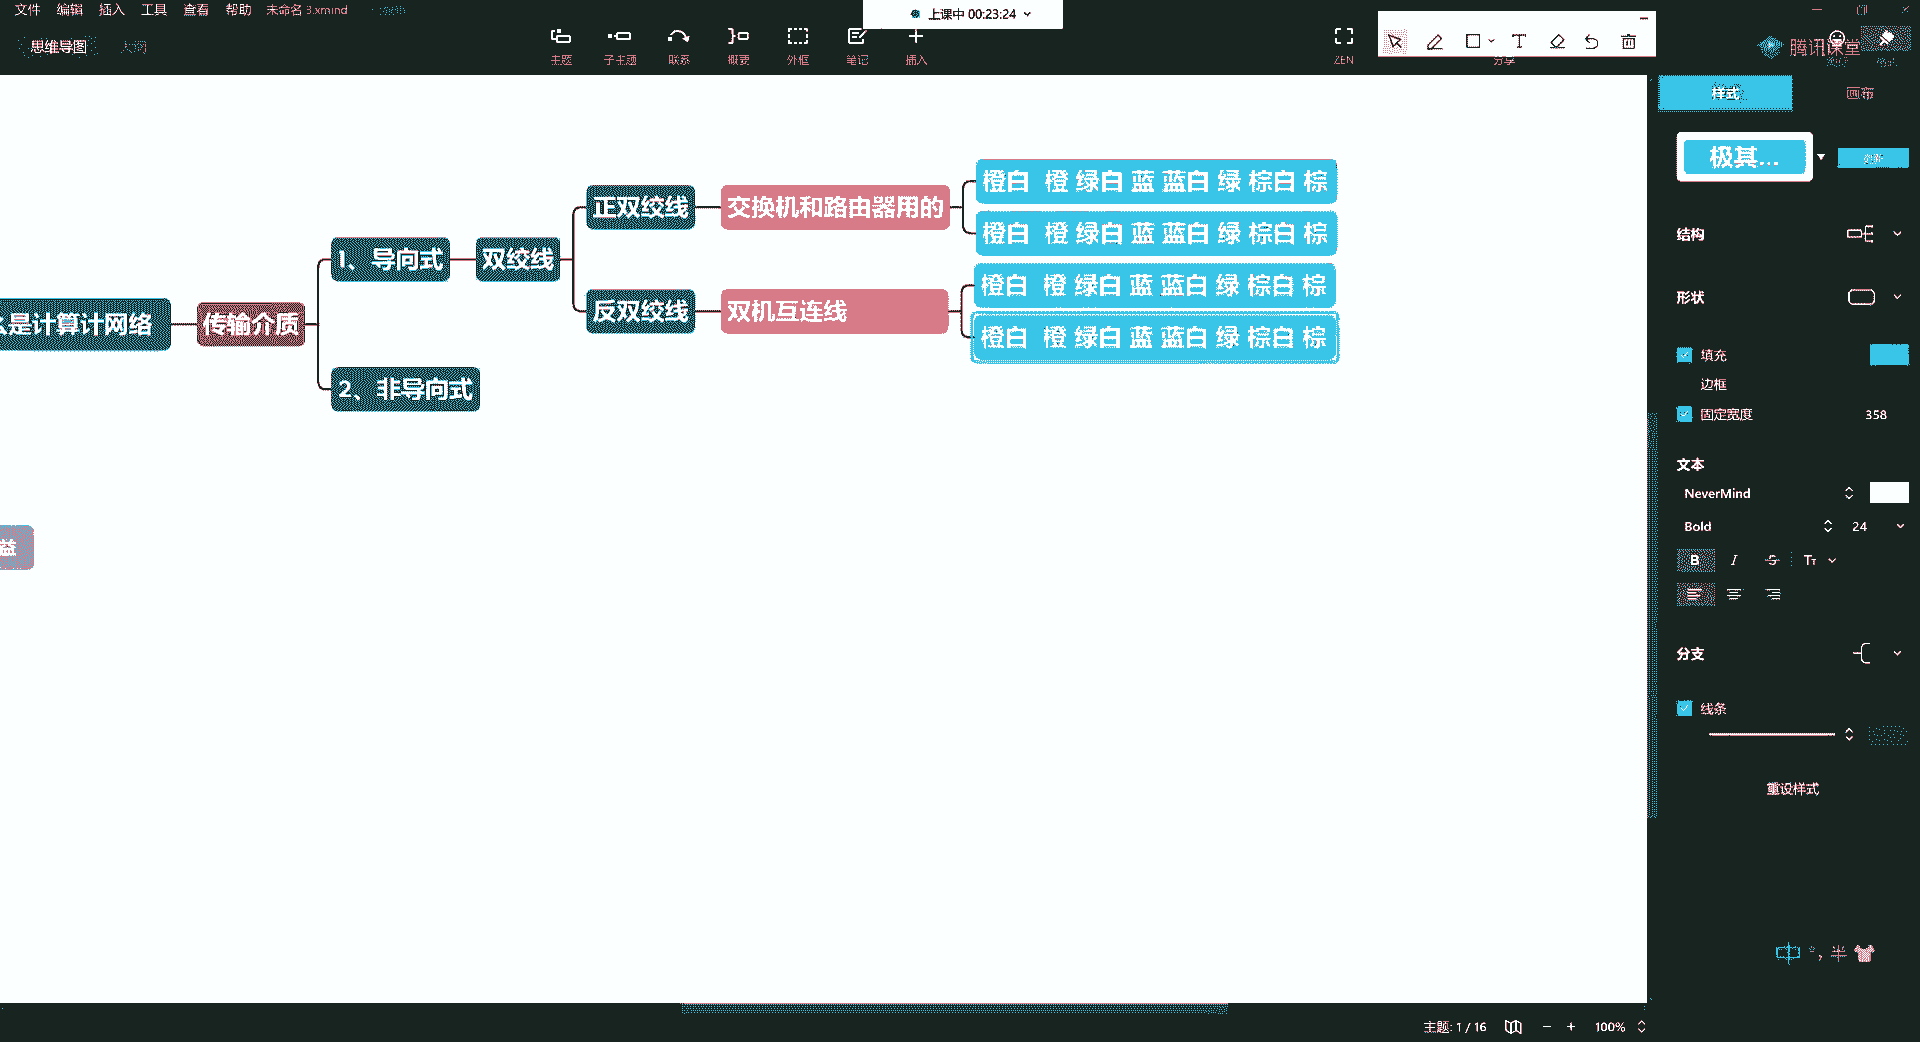 文件 编辑 插入 工具 查看 帮助 未命名 3.xmind
上课中 00:23:24
思维导图
主题 子主题 联系 概要 外框 笔记 插入 ZEN 分享
腾讯课堂
样式 画布
极其...
结构
形状
填充
边框
固定宽度 358
文本
NeverMind
Bold 24
B I S Tт
分支
线条
重设样式
么是计算计网络
传输介质
1、导向式
双绞线
正双绞线
交换机和路由器用的
橙白 橙 绿白 蓝 蓝白 绿 棕白 棕
橙白 橙 绿白 蓝 蓝白 绿 棕白 棕
反双绞线
双机互连线
橙白 橙 绿白 蓝 蓝白 绿 棕白 棕
橙白 橙 绿白 蓝 蓝白 绿 棕白 棕
2、非导向式
中 °, 半
主题: 1 / 16 100%